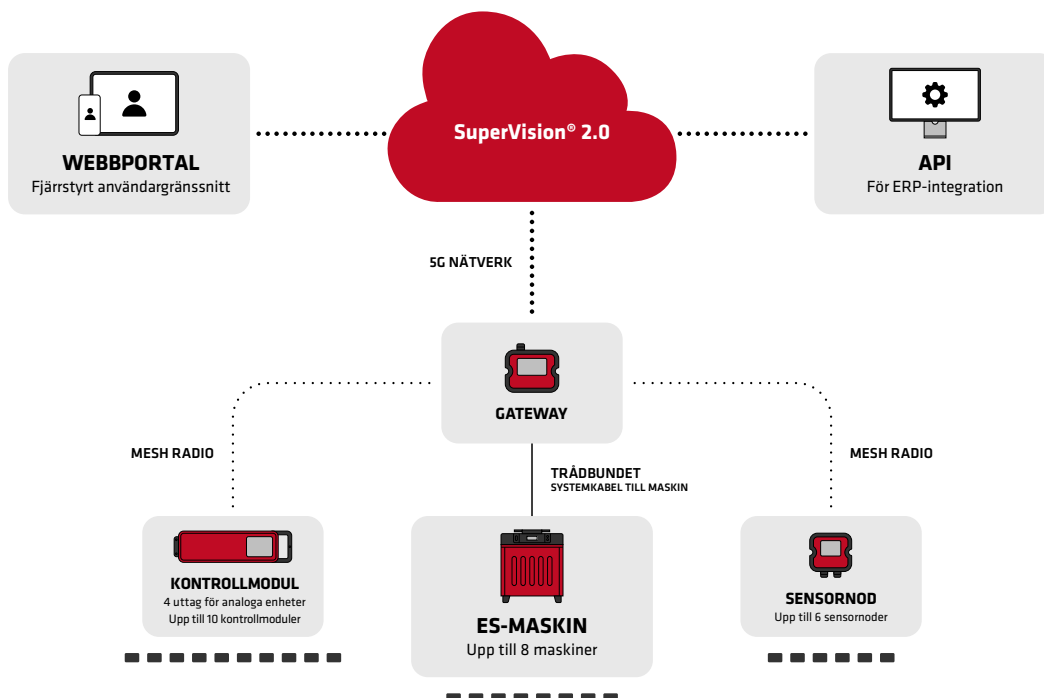 SuperVision® 2.0
WEBBPORTAL
Fjärrstyrt användargränssnitt
API
För ERP-integration
5G NÄTVERK
GATEWAY
MESH RADIO
TRÅDBUNDET
SYSTEMKABEL TILL MASKIN
MESH RADIO
KONTROLLMODUL
4 uttag för analoga enheter
Upp till 10 kontrollmoduler
ES-MASKIN
Upp till 8 maskiner
SENSORNOD
Upp till 6 sensornoder